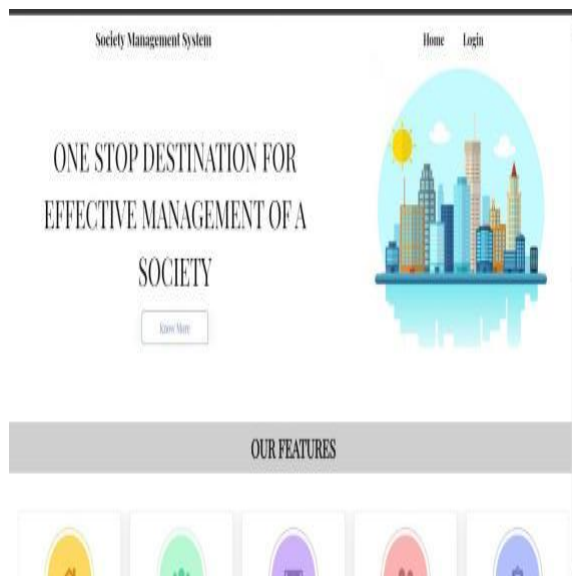 Society Management System
Home Login
ONE STOP DESTINATION FOR
EFFECTIVE MANAGEMENT OF A
SOCIETY
Know More
OUR FEATURES